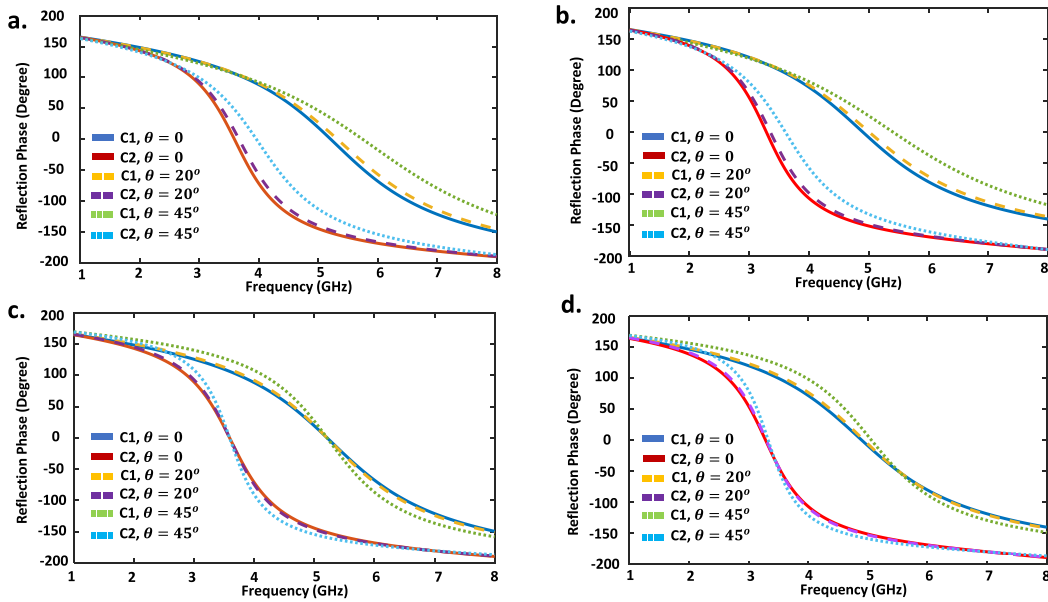 a.
200
150
100
50
0
-50
-100
-150
-200
Reflection Phase (Degree)
C1, θ = 0
C2, θ = 0
C1, θ = 20°
C2, θ = 20°
C1, θ = 45°
C2, θ = 45°
1 2 3 4 5 6 7 8
Frequency (GHz)
b.
200
150
100
50
0
-50
-100
-150
-200
Reflection Phase (Degree)
C1, θ = 0
C2, θ = 0
C1, θ = 20°
C2, θ = 20°
C1, θ = 45°
C2, θ = 45°
1 2 3 4 5 6 7 8
Frequency (GHz)
c.
200
150
100
50
0
-50
-100
-150
-200
Reflection Phase (Degree)
C1, θ = 0
C2, θ = 0
C1, θ = 20°
C2, θ = 20°
C1, θ = 45°
C2, θ = 45°
1 2 3 4 5 6 7 8
Frequency (GHz)
d.
200
150
100
50
0
-50
-100
-150
-200
Reflection Phase (Degree)
C1, θ = 0
C2, θ = 0
C1, θ = 20°
C2, θ = 20°
C1, θ = 45°
C2, θ = 45°
1 2 3 4 5 6 7 8
Frequency (GHz)